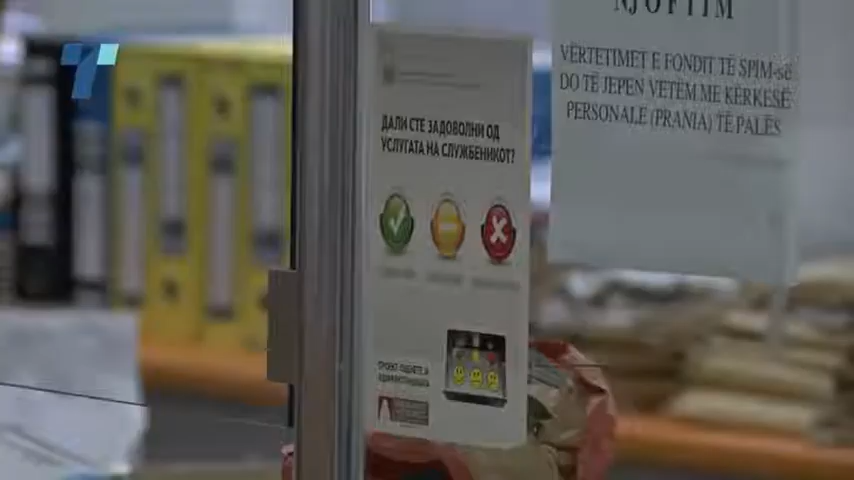 ДАЛИ СТЕ ЗАДОВОЛНИ ОД
УСЛУГАТА НА СЛУЖБЕНИКОТ?
NJOFTIM
VËRTETIMET E FONDIT TË SPIM-së
DO TË JEPEN VETËM ME KËRKESË
PERSONALE (PRANIA) TË PALËS